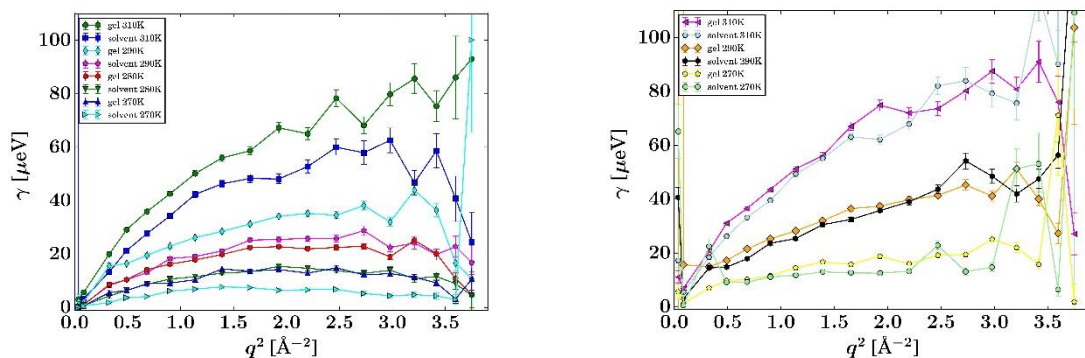 100
80
60
40
20
0
γ [μeV]
gel 310K
solvent 310K
gel 290K
solvent 290K
gel 280K
solvent 280K
gel 270K
solvent 270K
0.0 0.5 1.0 1.5 2.0 2.5 3.0 3.5
q² [Å⁻²]
100
80
60
40
20
0
γ [μeV]
gel 310K
solvent 310K
gel 290K
solvent 290K
gel 270K
solvent 270K
0.0 0.5 1.0 1.5 2.0 2.5 3.0 3.5
q² [Å⁻²]